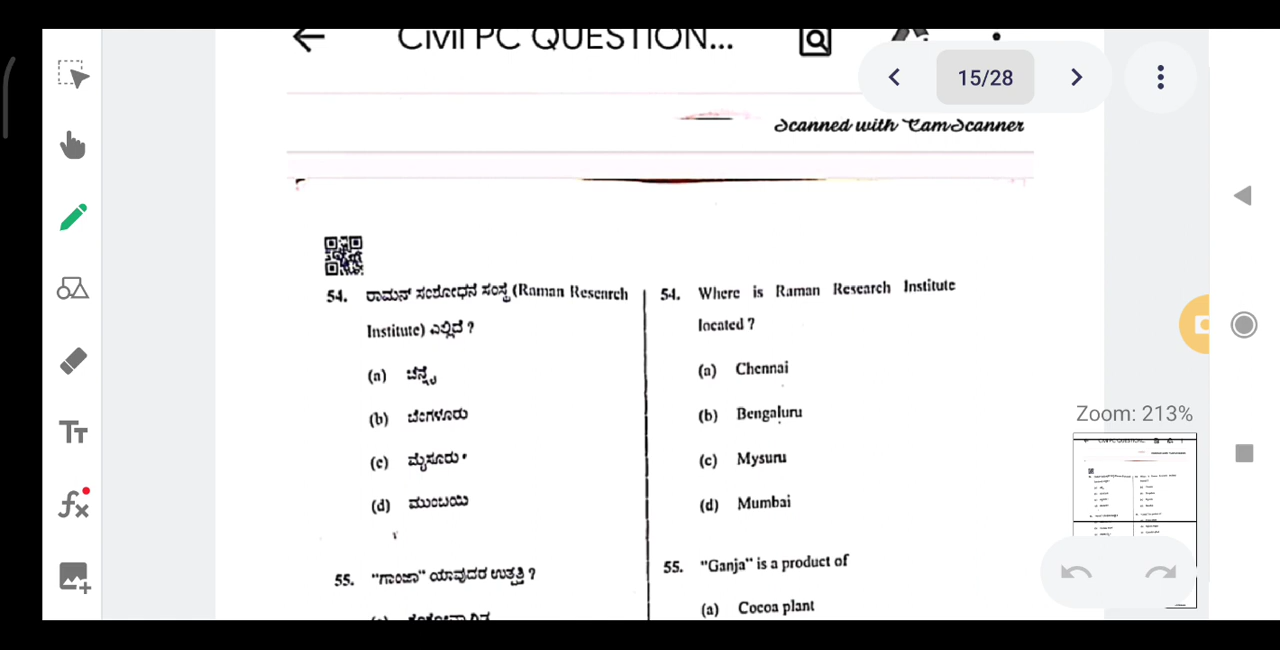 Civil PC QUESTION...
15/28
Scanned with CamScanner
54. ರಾಮನ್ ಸಂಶೋಧನೆ ಸಂಸ್ಥೆ (Raman Research
Institute) ಎಲ್ಲಿದೆ ?
(a) ಚೆನ್ನೈ
(b) ಬೆಂಗಳೂರು
(c) ಮೈಸೂರು
(d) ಮುಂಬಯಿ
55. "ಗಾಂಜಾ" ಯಾವುದರ ಉತ್ಪತ್ತಿ ?
54. Where is Raman Research Institute
located ?
(a) Chennai
(b) Bengaluru
(c) Mysuru
(d) Mumbai
55. "Ganja" is a product of
(a) Cocoa plant
Zoom: 213%
TT
fx